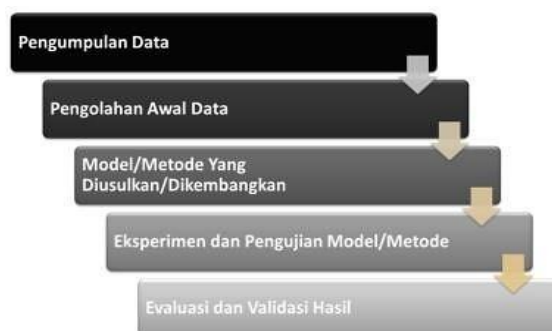 Pengumpulan Data
Pengolahan Awal Data
Model/Metode Yang
Diusulkan/Dikembangkan
Eksperimen dan Pengujian Model/Metode
Evaluasi dan Validasi Hasil